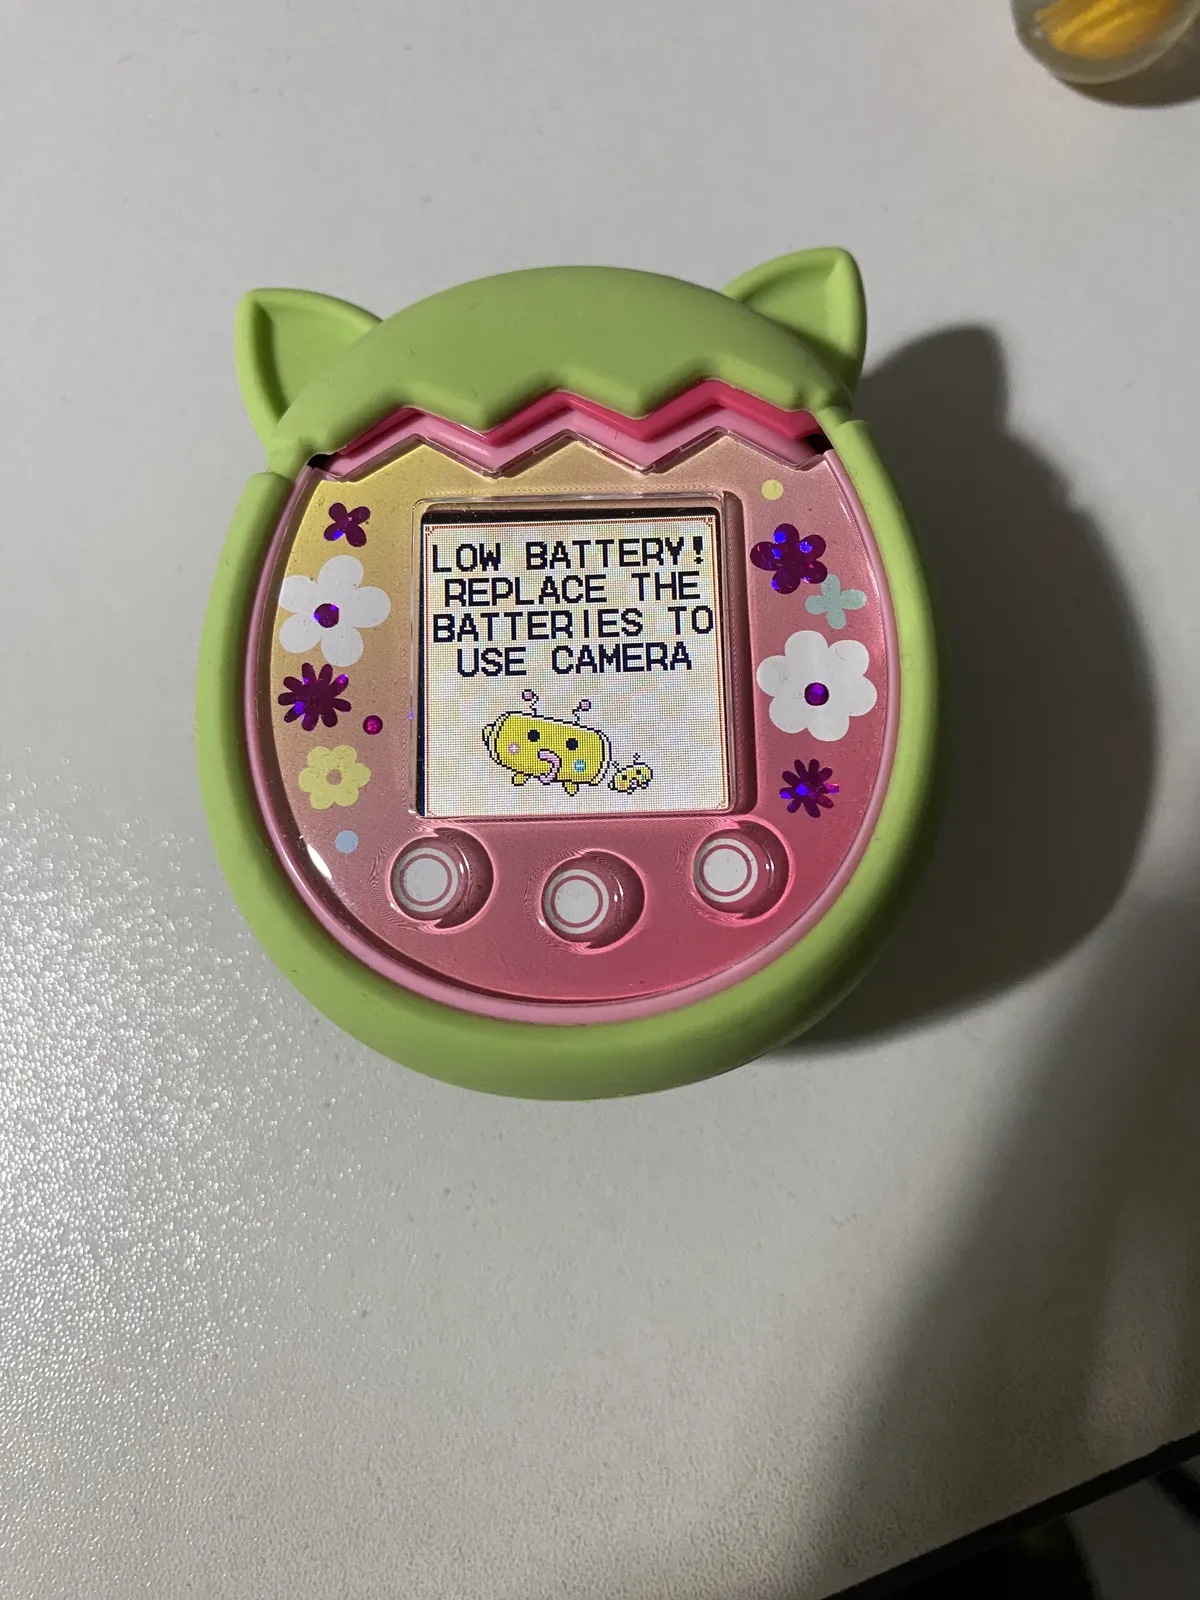 LOW BATTERY!
REPLACE THE
BATTERIES TO
USE CAMERA